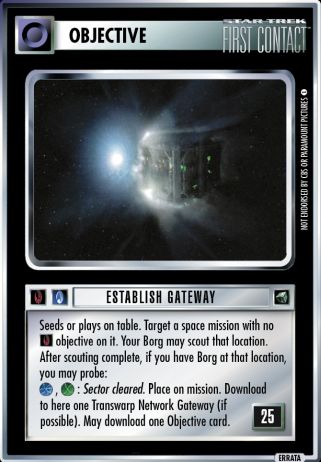 OBJECTIVE
STAR TREK
FIRST CONTACT
NOT ENDORSED BY CBS OR PARAMOUNT PICTURES
ESTABLISH GATEWAY
Seeds or plays on table. Target a space mission with no
objective on it. Your Borg may scout that location.
After scouting complete, if you have Borg at that location,
you may probe:
, : Sector cleared. Place on mission. Download
to here one Transwarp Network Gateway (if
possible). May download one Objective card.
25
ERRATA